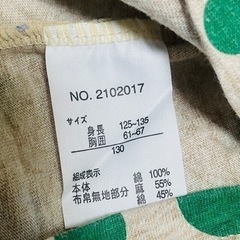 NO. 2102017
サイズ
身長 125~135
胸囲 61~67
130
組成表示 綿 100%
本体 麻 55%
布帛無地部分 綿 45%